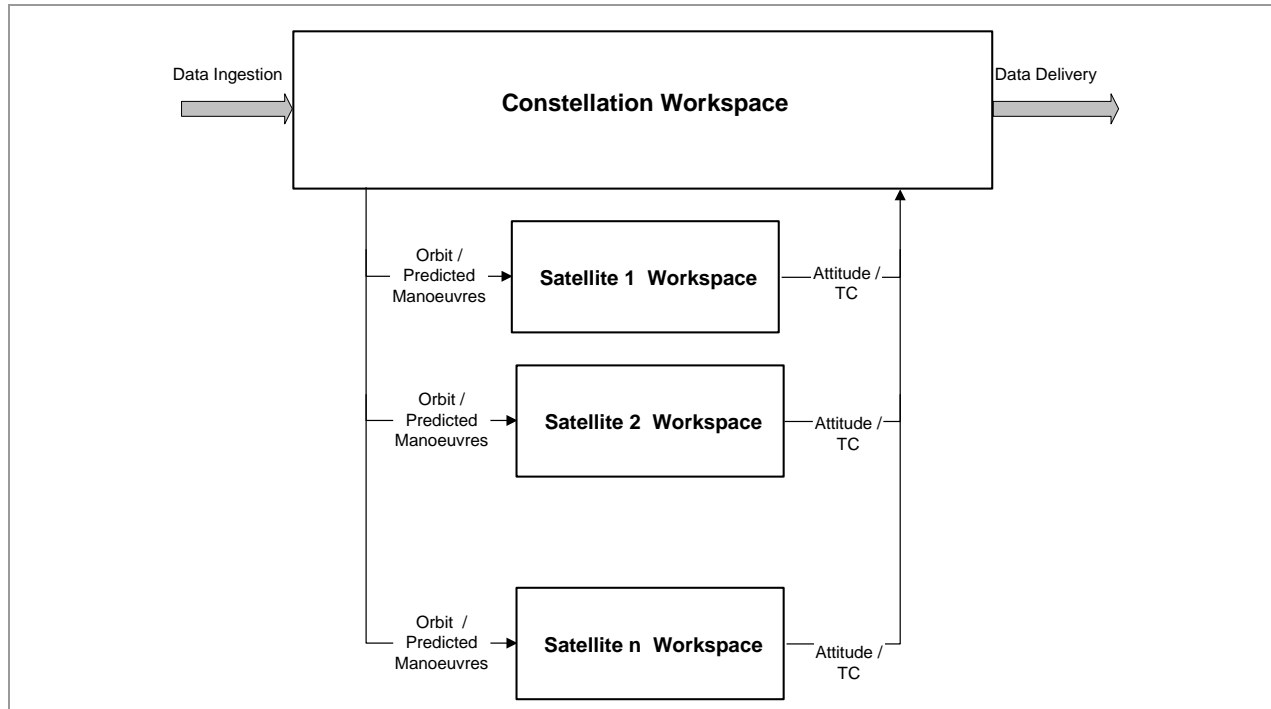 Data Ingestion
Constellation Workspace
Data Delivery
Orbit /
Predicted
Manoeuvres
Satellite 1 Workspace
Attitude /
TC
Orbit /
Predicted
Manoeuvres
Satellite 2 Workspace
Attitude /
TC
Orbit /
Predicted
Manoeuvres
Satellite n Workspace
Attitude /
TC